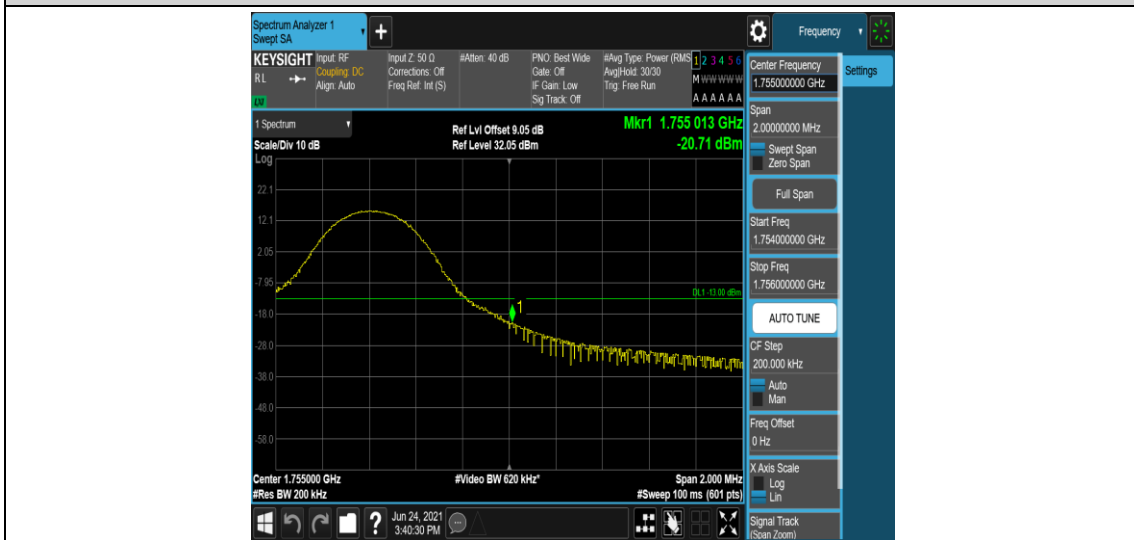 Spectrum Analyzer 1
Swept SA
+
Frequency
KEYSIGHT
RL
LXI
Input: RF
Coupling: DC
Align: Auto
Input Z: 50 Ω
Corrections: Off
Freq Ref: Int (S)
#Atten: 40 dB
PNO: Best Wide
Gate: Off
IF Gain: Low
Sig Track: Off
#Avg Type: Power (RMS
Avg|Hold: 30/30
Trig: Free Run
1 2 3 4 5 6
M W W W W W
A A A A A A
1 Spectrum
Scale/Div 10 dB
Ref Lvl Offset 9.05 dB
Ref Level 32.05 dBm
Mkr1 1.755 013 GHz
-20.71 dBm
Log
22.1
12.1
2.05
-7.95
-18.0
-28.0
-38.0
-48.0
-58.0
DL1 -13.00 dBm
1
Center 1.755000 GHz
#Res BW 200 kHz
#Video BW 620 kHz*
Span 2.000 MHz
#Sweep 100 ms (601 pts)
Center Frequency
1.755000000 GHz
Settings
Span
2.00000000 MHz
Swept Span
Zero Span
Full Span
Start Freq
1.754000000 GHz
Stop Freq
1.756000000 GHz
AUTO TUNE
CF Step
200.000 kHz
Auto
Man
Freq Offset
0 Hz
X Axis Scale
Log
Lin
Signal Track
(Span Zoom)
?
Jun 24, 2021
3:40:30 PM